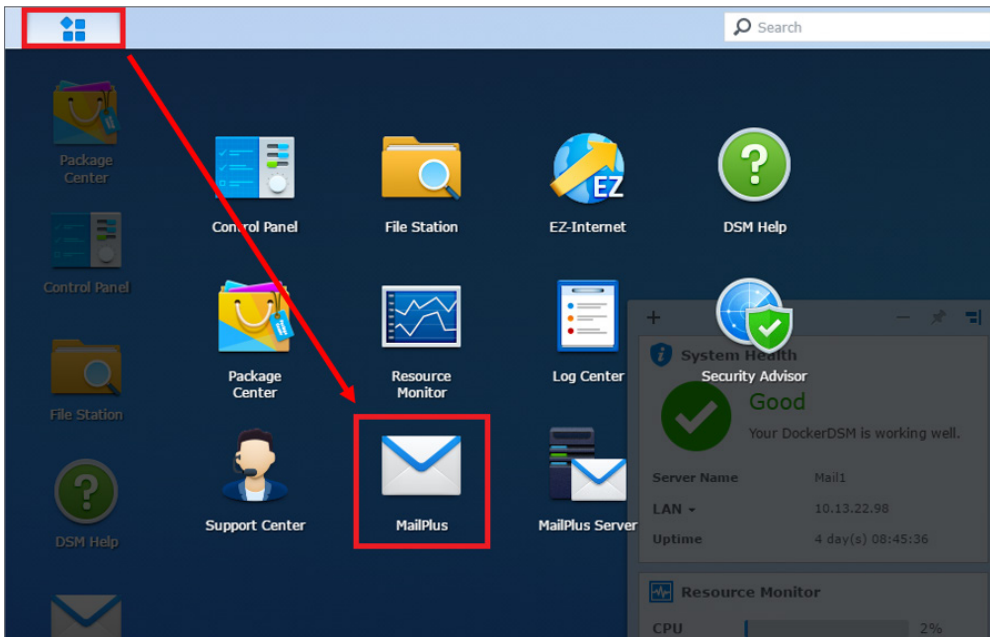 Search
Package
Center
Control Panel
File Station
DSM Help
Control Panel
File Station
EZ
EZ-Internet
DSM Help
Package
Center
Resource
Monitor
Log Center
Security Advisor
Support Center
MailPlus
MailPlus Server
System Health
Good
Your DockerDSM is working well.
Server Name Mail1
LAN 10.13.22.98
Uptime 4 day(s) 08:45:36
Resource Monitor
CPU 2%